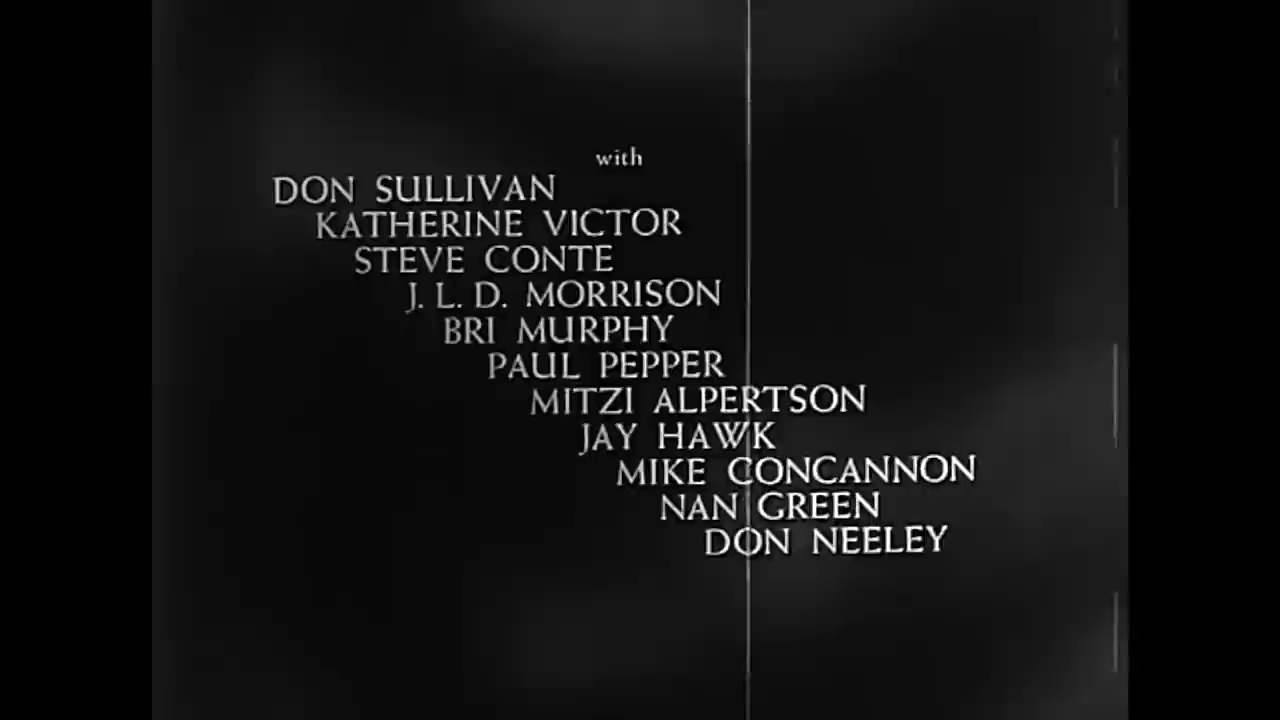 with
DON SULLIVAN
KATHERINE VICTOR
STEVE CONTE
J. L. D. MORRISON
BRI MURPHY
PAUL PEPPER
MITZI ALPERTSON
JAY HAWK
MIKE CONCANNON
NAN GREEN
DON NEELEY